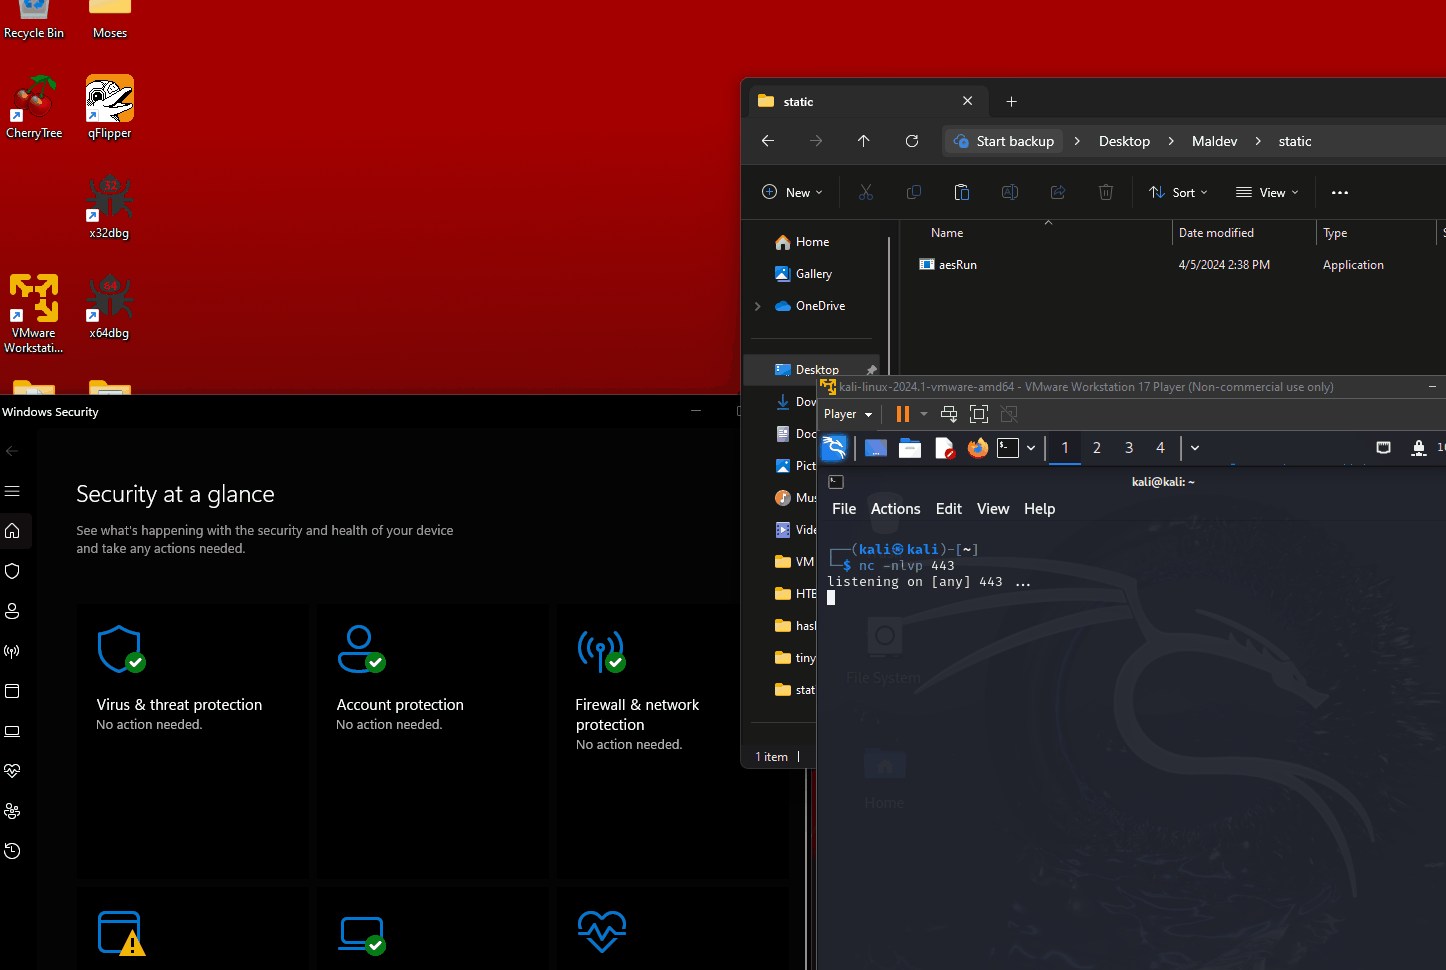 Recycle Bin
Moses
CherryTree
qFlipper
32
x32dbg
VMware
Workstati...
64
x64dbg
static
Start backup
Desktop
Maldev
static
New
Sort
View
Name
Date modified
Type
aesRun
4/5/2024 2:38 PM
Application
Home
Gallery
OneDrive
Desktop
Dow
Doc
Pict
Mus
Vide
VM
HTB
hash
tiny
stat
1 item
Windows Security
Security at a glance
See what's happening with the security and health of your device
and take any actions needed.
Virus & threat protection
No action needed.
Account protection
No action needed.
Firewall & network
protection
No action needed.
kali-linux-2024.1-vmware-amd64 - VMware Workstation 17 Player (Non-commercial use only)
Player
1
2
3
4
10
kali@kali: ~
File
Actions
Edit
View
Help
┌──(kali㉿kali)-[~]
└─$ nc -nlvp 443
listening on [any] 443 ...
File System
Home